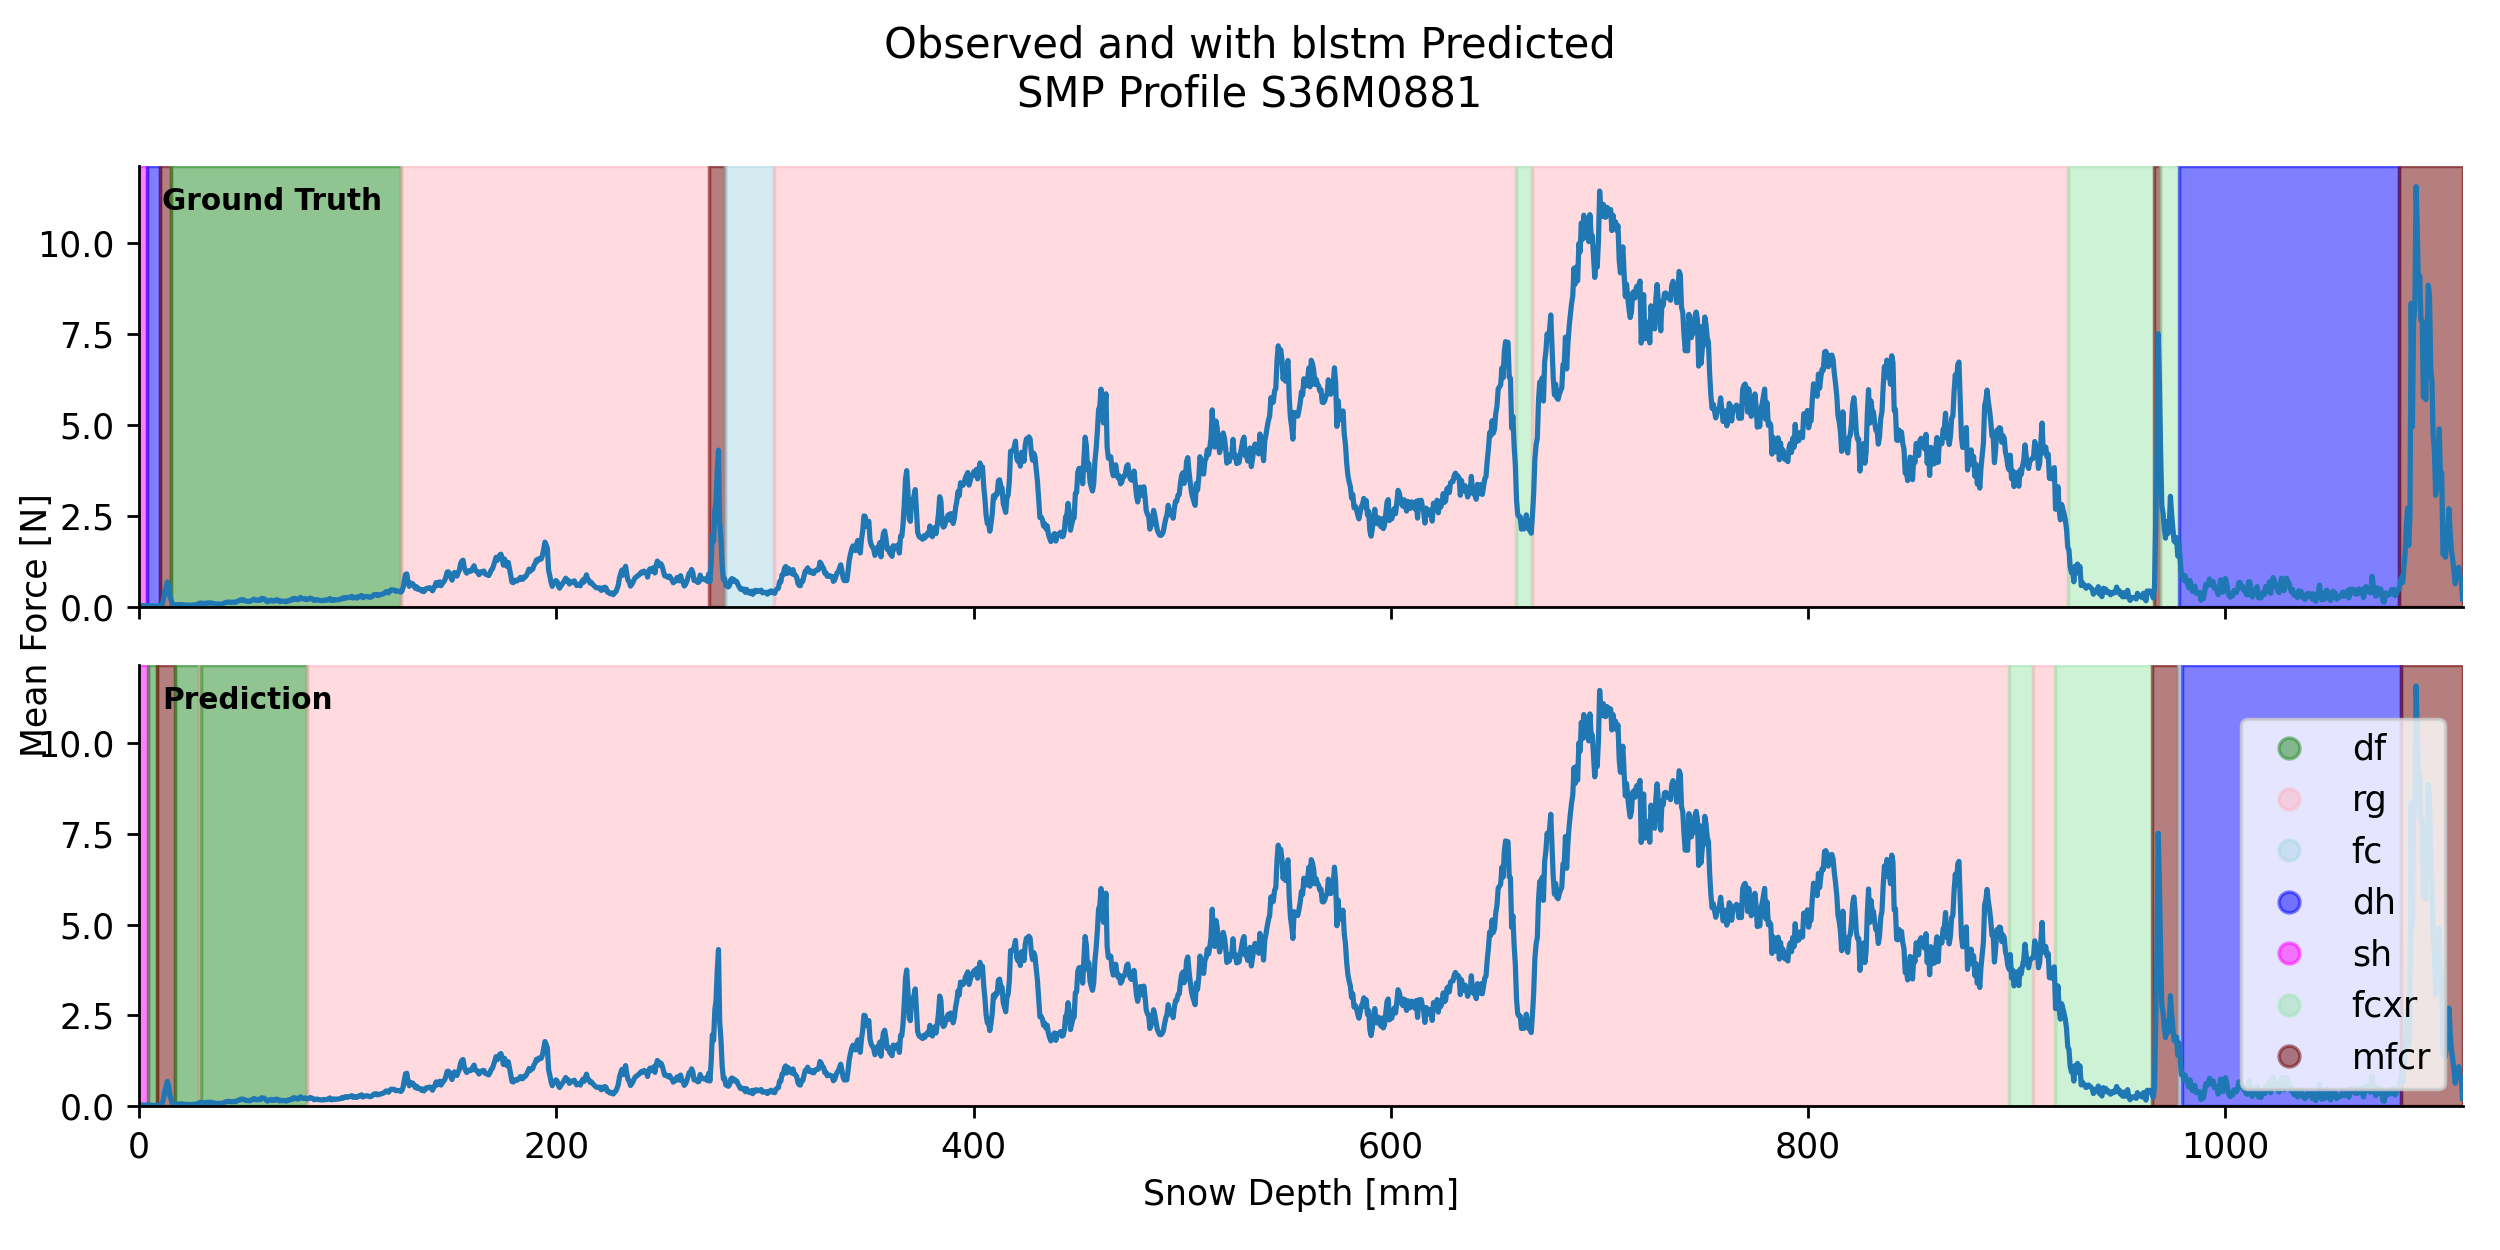 Observed and with blstm Predicted
SMP Profile S36M0881
Mean Force [N]
Ground Truth
10.0
7.5
5.0
2.5
0.0
Prediction
10.0
7.5
5.0
2.5
0.0
df
rg
fc
dh
sh
fcxr
mfcr
0 200 400 600 800 1000
Snow Depth [mm]